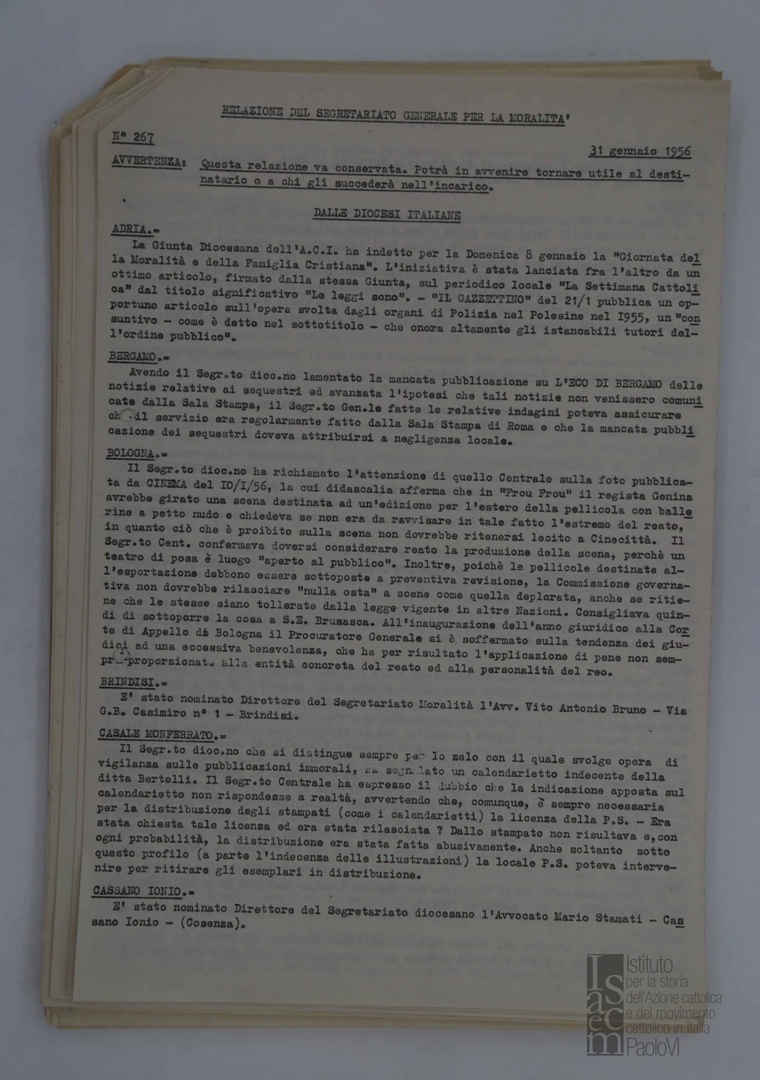 RELAZIONE DEL SEGRETARIATO GENERALE PER LA MORALITA'
N° 267
31 gennaio 1956
AVVERTENZA: Questa relazione va conservata. Potrà in avvenire tornare utile al desti-
natario o a chi gli succederà nell'incarico.
DALLE DIOCESI ITALIANE
ADRIA.=
La Giunta Diocesana dell'A.C.I. ha indetto per la Domenica 8 gennaio la "Giornata del
la Moralità e della Famiglia Cristiana". L'iniziativa è stata lanciata fra l'altro da un
ottimo articolo, firmato dalla stessa Giunta, sul periodico locale "La Settimana Cattoli
ca" dal titolo significativo "Le leggi sono". - "IL GAZZETTINO" del 21/1 pubblica un op-
portuno articolo sull'opera svolta dagli organi di Polizia nel Polesine nel I955, un "con
suntivo - come è detto nel sottotitolo - che onora altamente gli istancabili tutori del-
l'ordine pubblico".
BERGAMO.=
Avendo il Segr.to dioc.no lamentato la mancata pubblicazione su L'ECO DI BERGAMO delle
notizie relative ai sequestri ed avanzata l'ipotesi che tali notizie non venissero comuni
cate dalla Sala Stampa, il Segr.to Gen.le fatte le relative indagini poteva assicurare
il servizio era regolarmente fatto dalla Sala Stampa di Roma e che la mancata pubbli
cazione dei sequestri doveva attribuirsi a negligenza locale.
BOLOGNA.=
Il Segr.to dioc.no ha richiamato l'attenzione di quello Centrale sulla foto pubblica-
ta da CINEMA del IO/I/56, la cui didascalia afferma che in "Frou Frou" il regista Genina
avrebbe girato una scena destinata ad un'edizione per l'estero della pellicola con balle
rine a petto nudo e chiedeva se non era da ravvisare in tale fatto l'estremo del reato,
in quanto ciò che è proibito sulla scena non dovrebbe ritenersi lecito a Cinecittà. Il
Segr.to Cent. confermava doversi considerare reato la produzione della scena, perchè un
teatro di posa è luogo "aperto al pubblico". Inoltre, poichè le pellicole destinate al-
l'esportazione debbono essere sottoposte a preventiva revisione, la Commissione governa-
tiva non dovrebbe rilasciare "nulla osta" a scene come quella deplorata, anche se ritie-
ne che le stesse siano tollerate dalla legge vigente in altre Nazioni. Consigliava quin-
di di sottoporre la cosa a S.E. Brusasca. All'inaugurazione dell'anno giuridico alla Cor
te di Appello di Bologna il Procuratore Generale si è soffermato sulla tendenza dei giu-
dici ad una eccessiva benevolenza, che ha per risultato l'applicazione di pene non sem-
proporzionate alla entità concreta del reato ed alla personalità del reo.
BRINDISI.=
E' stato nominato Direttore del Segretariato Moralità l'Avv. Vito Antonio Bruno - Via
G.B. Casimiro n° 1 - Brindisi.
CASALE MONFERRATO.=
Il Segr.to dioc.no che si distingue sempre per lo zelo con il quale svolge opera di
vigilanza sulle pubblicazioni immorali, ha segnalato un calendarietto indecente della
ditta Bertelli. Il Segr.to Centrale ha espresso il dubbio che la indicazione apposta sul
calendarietto non rispondesse a realtà, avvertendo che, comunque, è sempre necessaria
per la distribuzione degli stampati (come i calendarietti) la licenza della P.S. - Era
stata chiesta tale licenza ed era stata rilasciata ? Dallo stampato non risultava e,con
ogni probabilità, la distribuzione era stata fatta abusivamente. Anche soltanto sotto
questo profilo (a parte l'indecenza delle illustrazioni) la locale P.S. poteva interve-
nire per ritirare gli esemplari in distribuzione.
CASSANO IONIO.=
E' stato nominato Direttore del Segretariato diocesano l'Avvocato Mario Stamati - Cas
sano Ionio - (Cosenza).
Isacem
Istituto
per la storia
dell'Azione cattolica
e del movimento
cattolico in Italia
PaoloVI